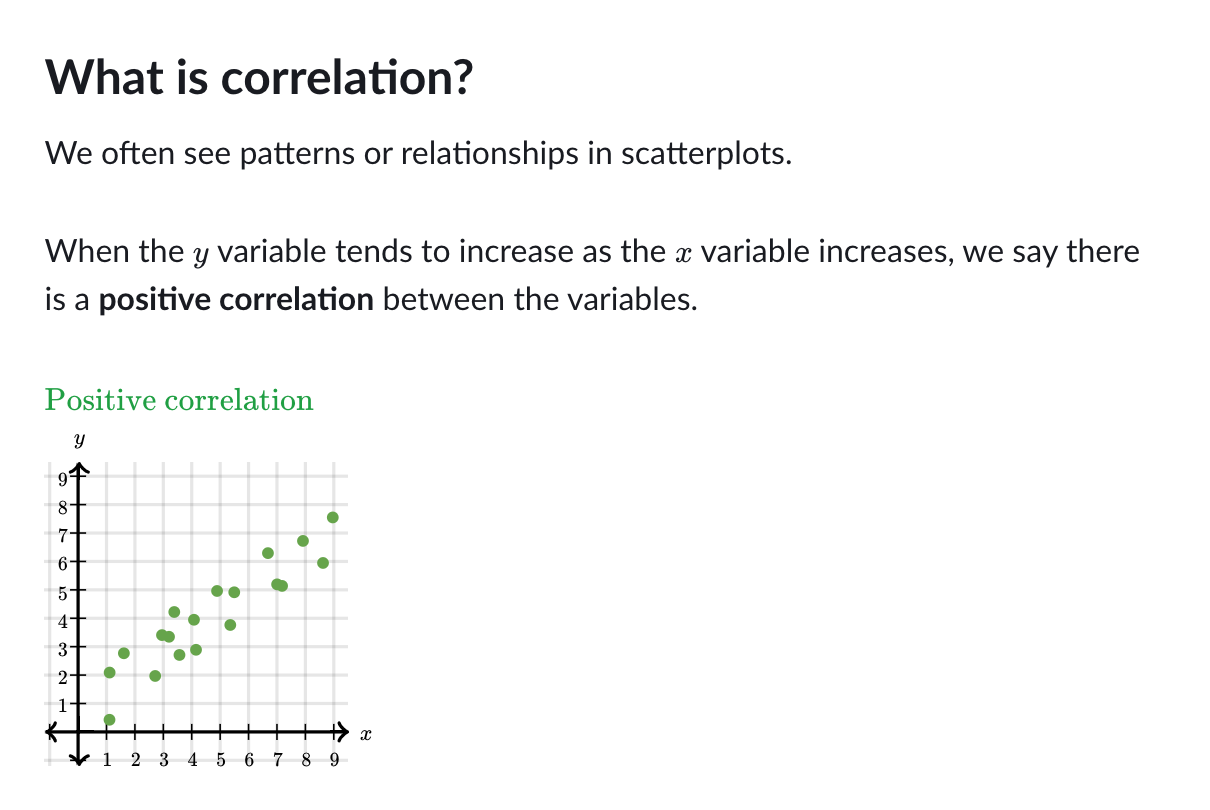 What is correlation?
We often see patterns or relationships in scatterplots.
When the y variable tends to increase as the x variable increases, we say there
is a positive correlation between the variables.
Positive correlation
y
9
8
7
6
5
4
3
2
1
x
1 2 3 4 5 6 7 8 9